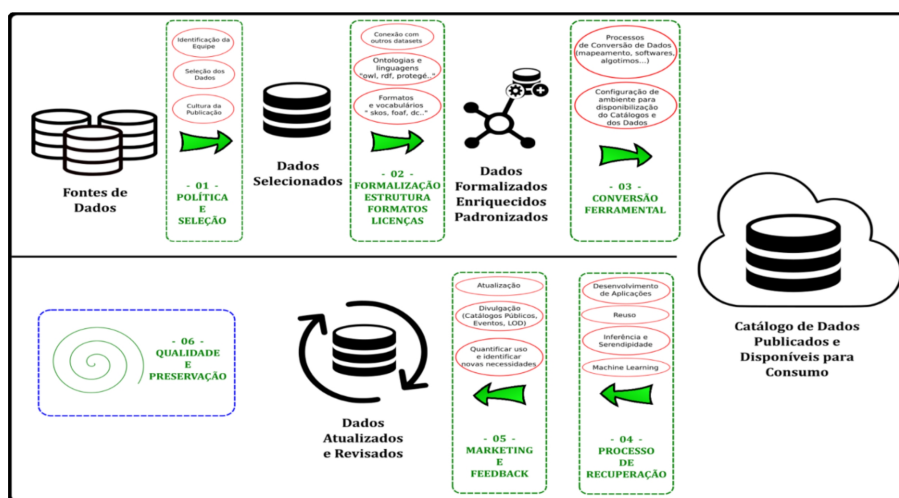 Identificação da
Equipe
Seleção dos
Dados
Cultura da
Publicação
Fontes de
Dados
- 01 -
POLÍTICA
E
SELEÇÃO
Dados
Selecionados
Conexão com
outros datasets
Ontologias e
linguagens
"owl, rdf, protegé.."
Formatos
e vocabulários
" skos, foaf, dc.."
- 02 -
FORMALIZAÇÃO
ESTRUTURA
FORMATOS
LICENÇAS
Dados
Formalizados
Enriquecidos
Padronizados
Processos
de Conversão de Dados
(mapeamento, softwares,
algotimos...)
Configuração de
ambiente para
disponibilização
do Catálogos e
dos Dados
- 03 -
CONVERSÃO
FERRAMENTAL
Catálogo de Dados
Publicados e
Disponíveis para
Consumo
Desenvolvimento
de Aplicações
Reuso
Inferência e
Serendipidade
Machine Learning
- 04 -
PROCESSO
DE
RECUPERAÇÃO
Atualização
Divulgação
(Catálogos Públicos,
Eventos, LOD)
Quantificar uso
e identificar
novas necessidades
- 05 -
MARKETING
E
FEEDBACK
Dados
Atualizados
e Revisados
- 06 -
QUALIDADE
E
PRESERVAÇÃO